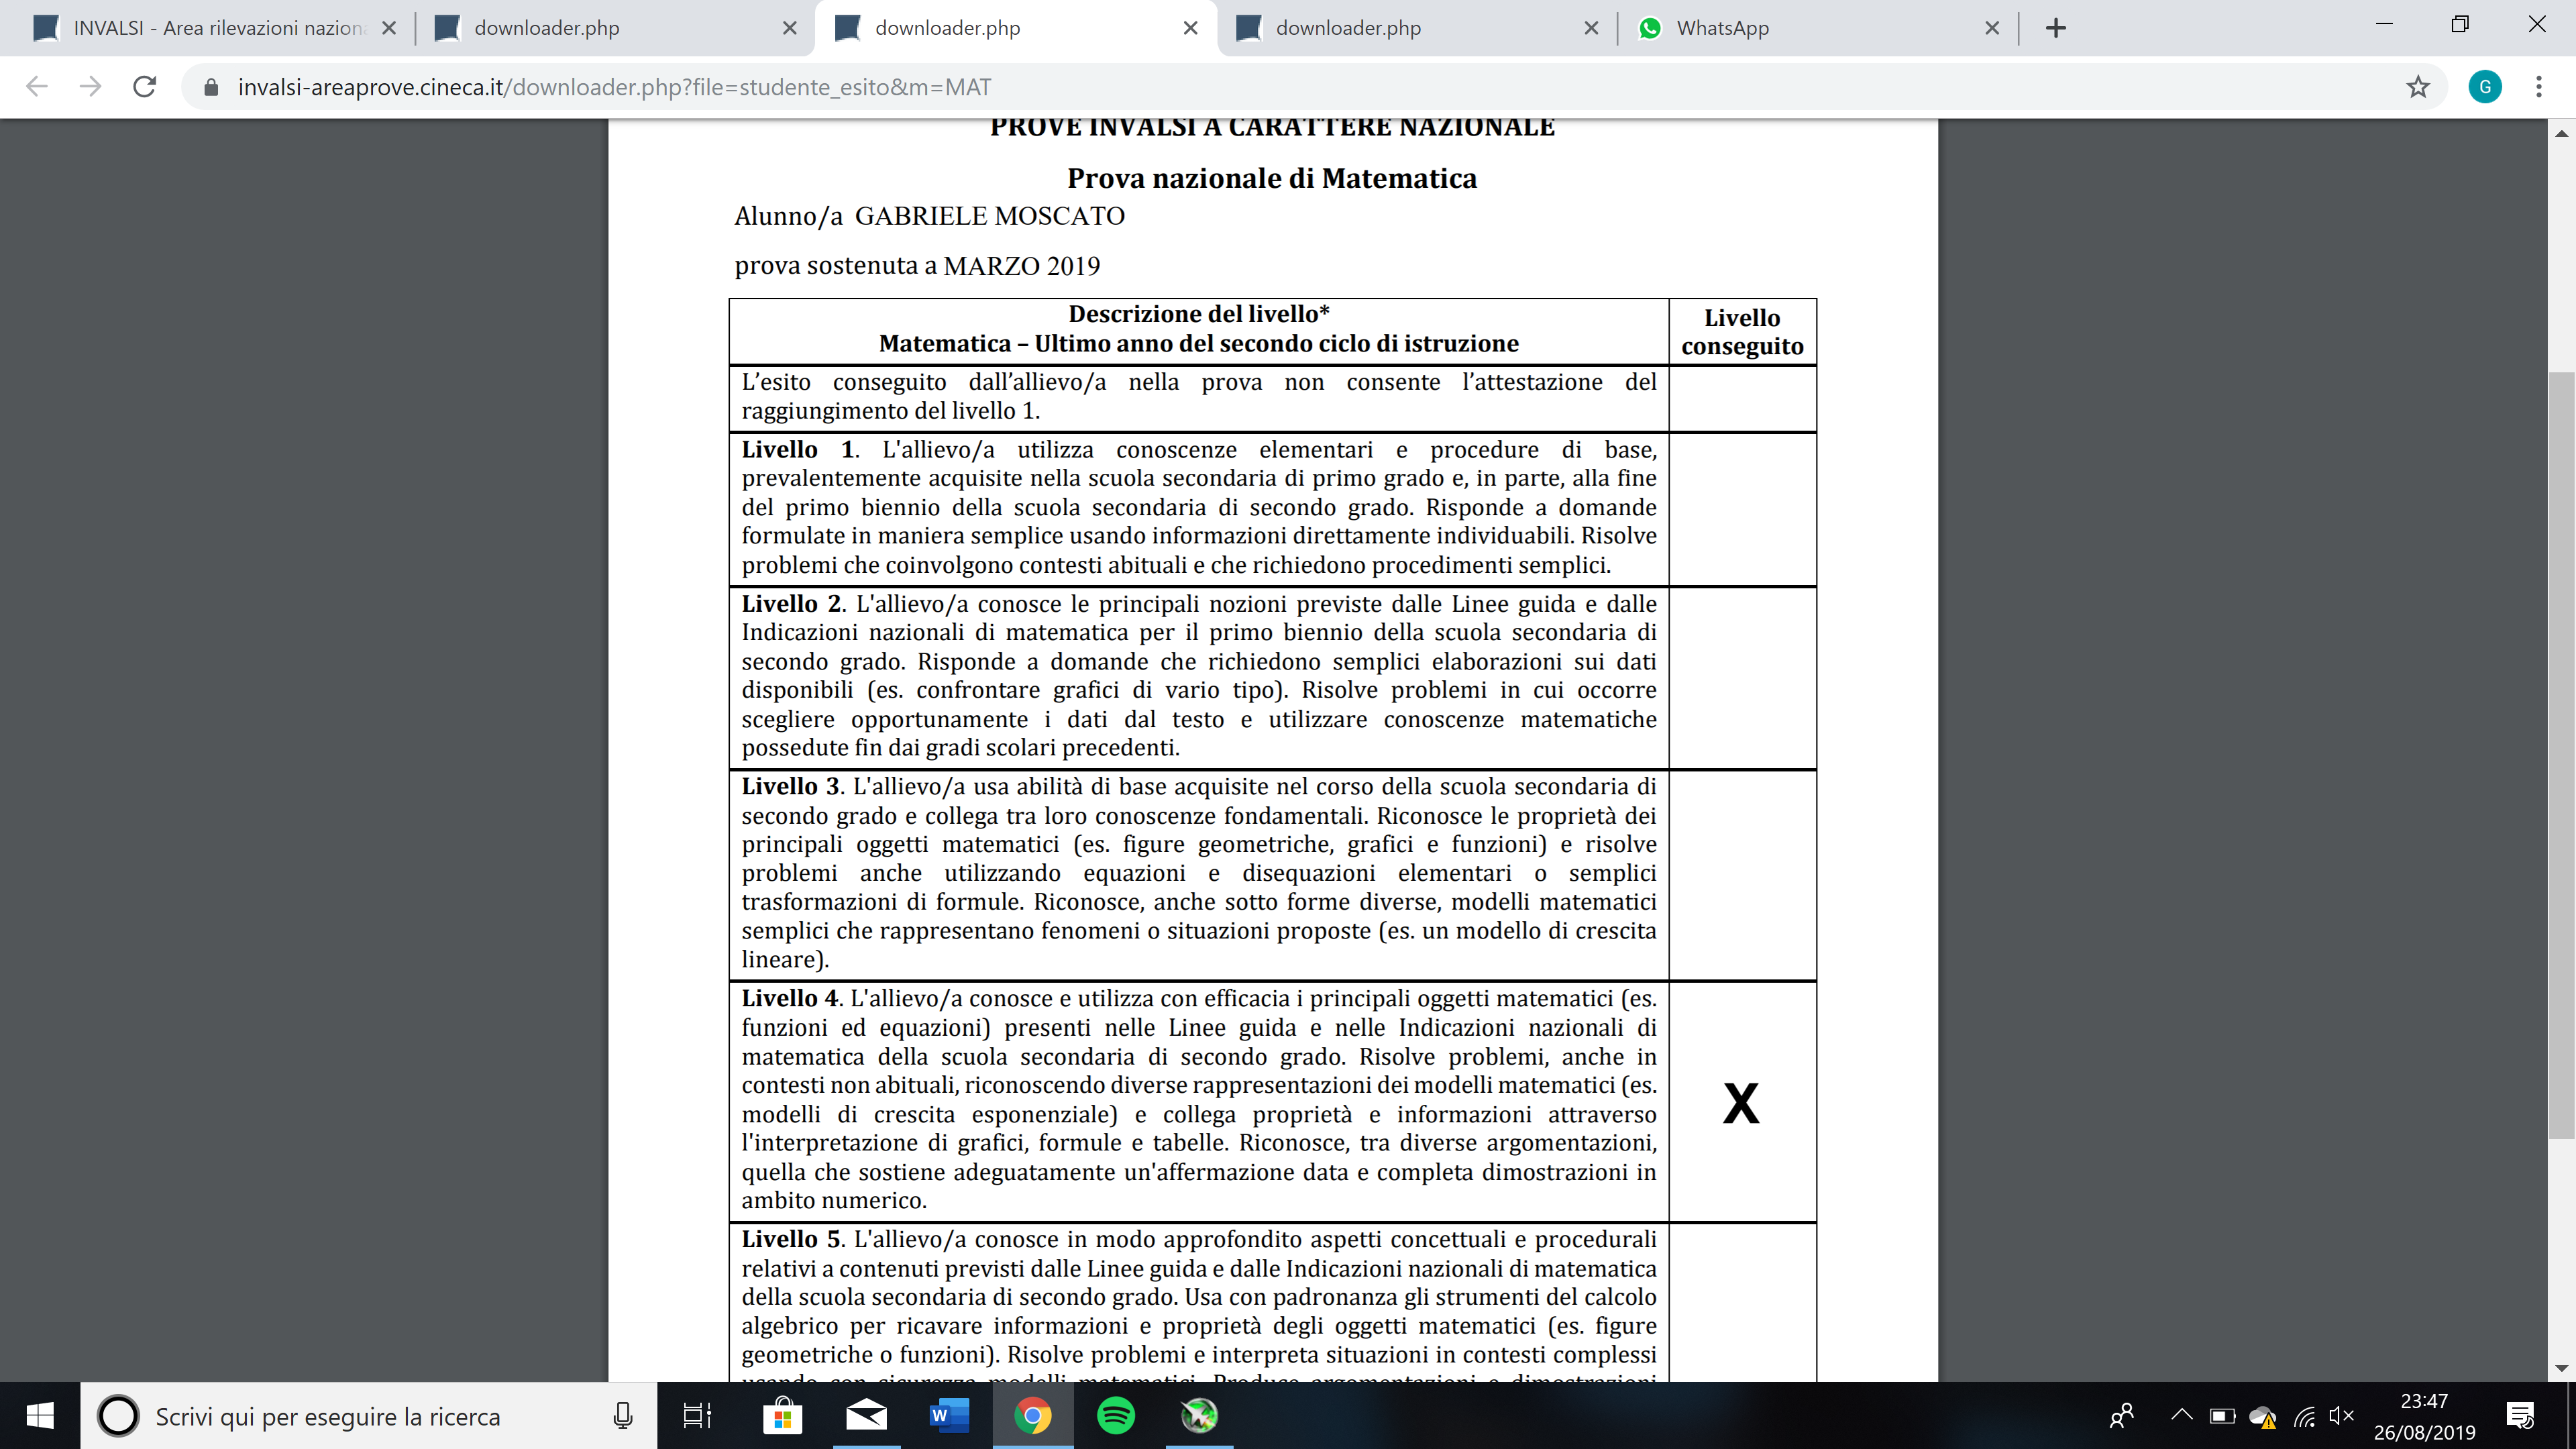 INVALSI - Area rilevazioni nazion
downloader.php
downloader.php
downloader.php
WhatsApp
invalsi-areaprove.cineca.it/downloader.php?file=studente_esito&m=MAT
G
PROVE INVALSI A CARATTERE NAZIONALE
Prova nazionale di Matematica
Alunno/a GABRIELE MOSCATO
prova sostenuta a MARZO 2019
Descrizione del livello*
Matematica – Ultimo anno del secondo ciclo di istruzione
Livello
conseguito
L’esito conseguito dall’allievo/a nella prova non consente l’attestazione del
raggiungimento del livello 1.
Livello 1. L'allievo/a utilizza conoscenze elementari e procedure di base,
prevalentemente acquisite nella scuola secondaria di primo grado e, in parte, alla fine
del primo biennio della scuola secondaria di secondo grado. Risponde a domande
formulate in maniera semplice usando informazioni direttamente individuabili. Risolve
problemi che coinvolgono contesti abituali e che richiedono procedimenti semplici.
Livello 2. L'allievo/a conosce le principali nozioni previste dalle Linee guida e dalle
Indicazioni nazionali di matematica per il primo biennio della scuola secondaria di
secondo grado. Risponde a domande che richiedono semplici elaborazioni sui dati
disponibili (es. confrontare grafici di vario tipo). Risolve problemi in cui occorre
scegliere opportunamente i dati dal testo e utilizzare conoscenze matematiche
possedute fin dai gradi scolari precedenti.
Livello 3. L'allievo/a usa abilità di base acquisite nel corso della scuola secondaria di
secondo grado e collega tra loro conoscenze fondamentali. Riconosce le proprietà dei
principali oggetti matematici (es. figure geometriche, grafici e funzioni) e risolve
problemi anche utilizzando equazioni e disequazioni elementari o semplici
trasformazioni di formule. Riconosce, anche sotto forme diverse, modelli matematici
semplici che rappresentano fenomeni o situazioni proposte (es. un modello di crescita
lineare).
Livello 4. L'allievo/a conosce e utilizza con efficacia i principali oggetti matematici (es.
funzioni ed equazioni) presenti nelle Linee guida e nelle Indicazioni nazionali di
matematica della scuola secondaria di secondo grado. Risolve problemi, anche in
contesti non abituali, riconoscendo diverse rappresentazioni dei modelli matematici (es.
modelli di crescita esponenziale) e collega proprietà e informazioni attraverso
l'interpretazione di grafici, formule e tabelle. Riconosce, tra diverse argomentazioni,
quella che sostiene adeguatamente un'affermazione data e completa dimostrazioni in
ambito numerico.
X
Livello 5. L'allievo/a conosce in modo approfondito aspetti concettuali e procedurali
relativi a contenuti previsti dalle Linee guida e dalle Indicazioni nazionali di matematica
della scuola secondaria di secondo grado. Usa con padronanza gli strumenti del calcolo
algebrico per ricavare informazioni e proprietà degli oggetti matematici (es. figure
geometriche o funzioni). Risolve problemi e interpreta situazioni in contesti complessi
usando con sicurezza modelli matematici. Produce argomentazioni e dimostrazioni
Scrivi qui per eseguire la ricerca
W
23:47
26/08/2019